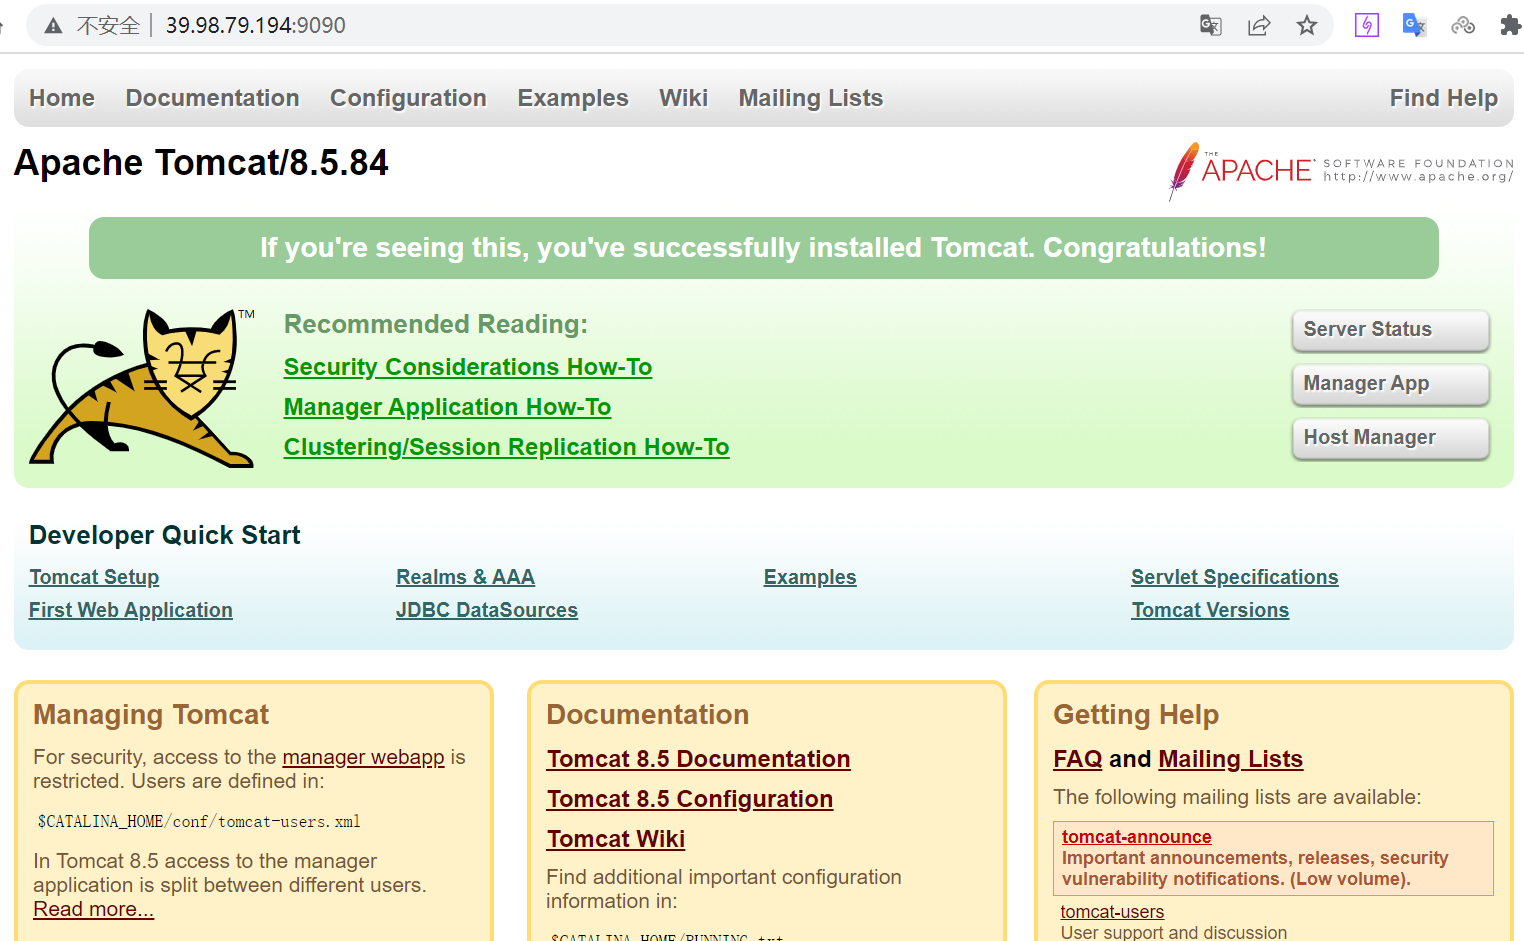 不安全 39.98.79.194:9090
Home Documentation Configuration Examples Wiki Mailing Lists Find Help
Apache Tomcat/8.5.84
THE APACHE SOFTWARE FOUNDATION
http://www.apache.org/
If you're seeing this, you've successfully installed Tomcat. Congratulations!
TM
Recommended Reading:
Security Considerations How-To
Manager Application How-To
Clustering/Session Replication How-To
Server Status
Manager App
Host Manager
Developer Quick Start
Tomcat Setup Realms & AAA Examples Servlet Specifications
First Web Application JDBC DataSources Tomcat Versions
Managing Tomcat
For security, access to the manager webapp is
restricted. Users are defined in:
$CATALINA_HOME/conf/tomcat-users.xml
In Tomcat 8.5 access to the manager
application is split between different users.
Read more...
Documentation
Tomcat 8.5 Documentation
Tomcat 8.5 Configuration
Tomcat Wiki
Find additional important configuration
information in:
$CATALINA_HOME/RUNNING.txt
Getting Help
FAQ and Mailing Lists
The following mailing lists are available:
tomcat-announce
Important announcements, releases, security
vulnerability notifications. (Low volume).
tomcat-users
User support and discussion